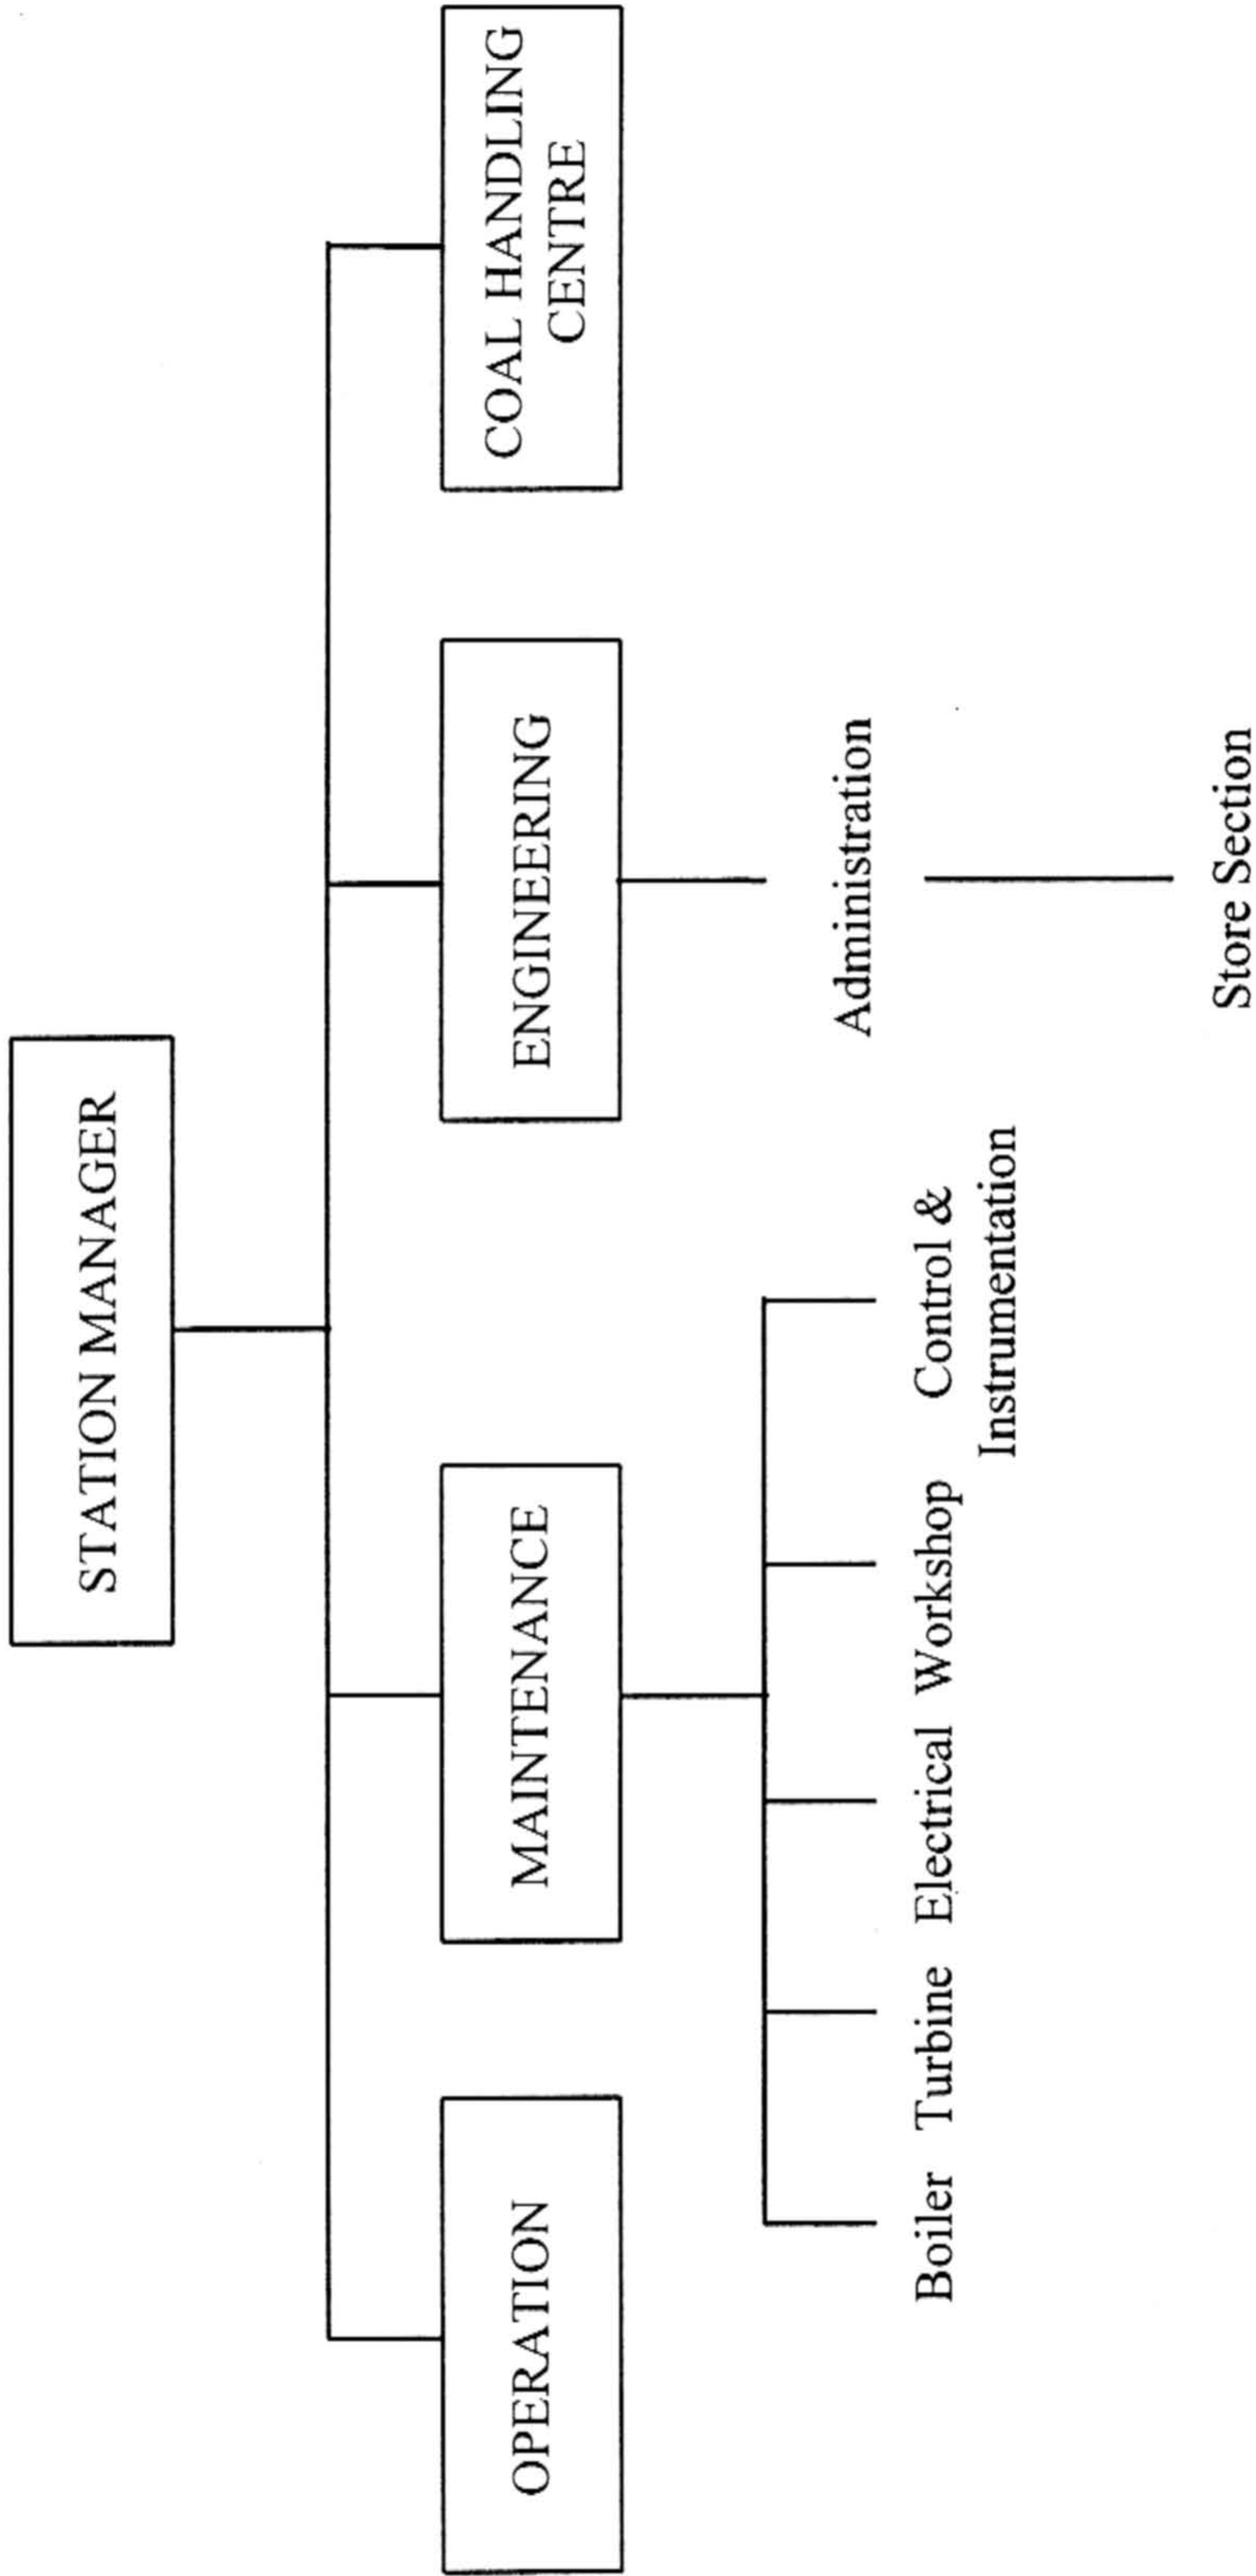 STATION MANAGER
OPERATION
MAINTENANCE
ENGINEERING
COAL HANDLING
CENTRE
Boiler
Turbine
Electrical
Workshop
Control &
Instrumentation
Administration
Store Section